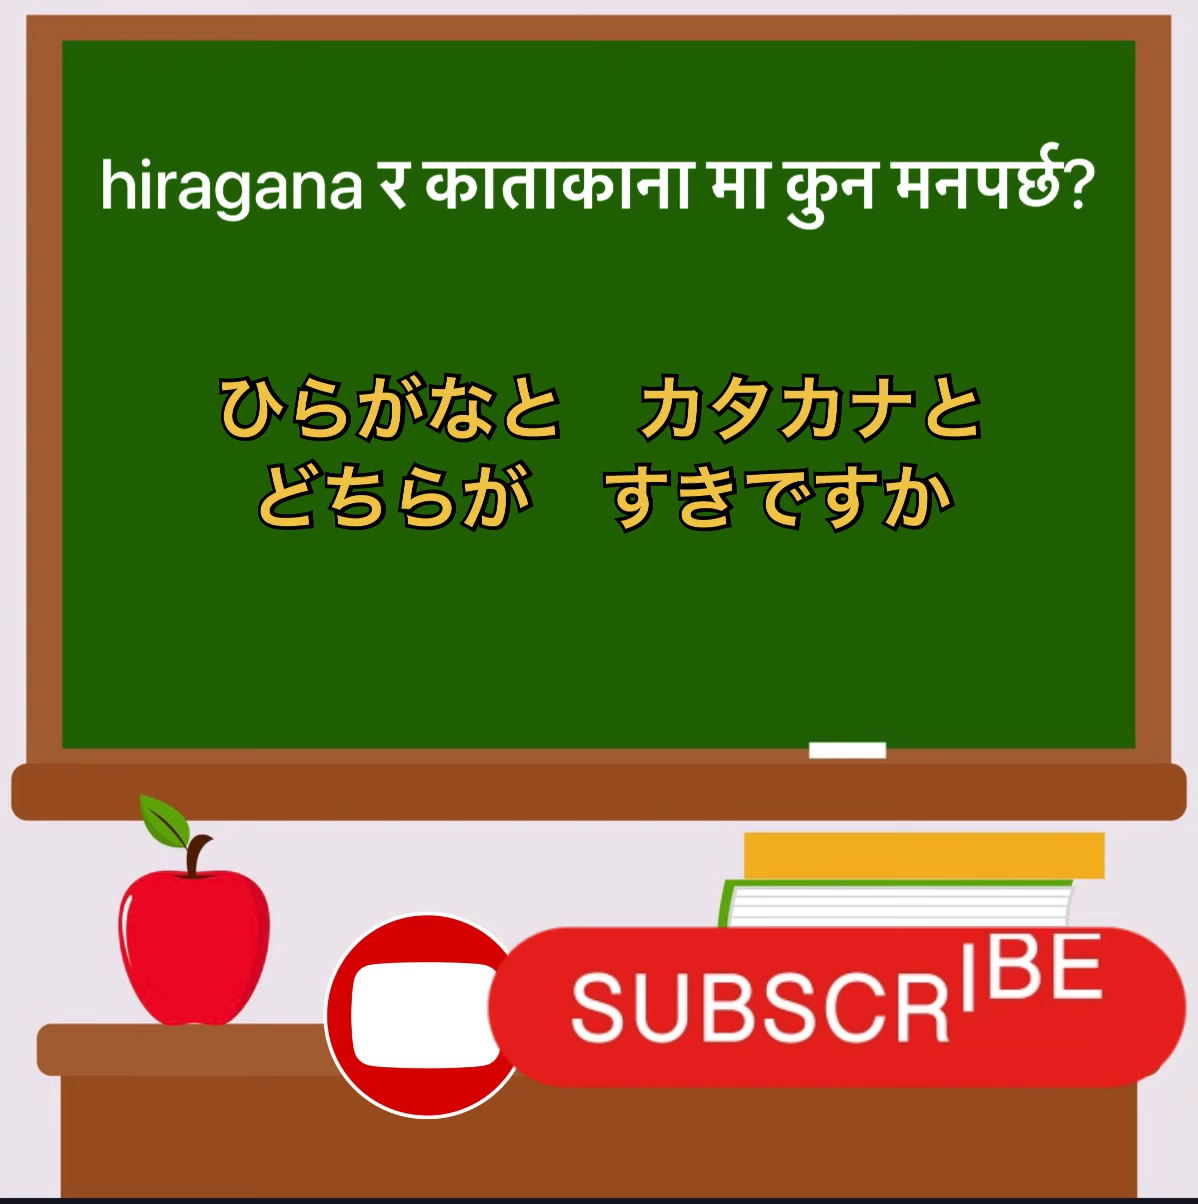 hiragana र काताकाना मा कुन मनपर्छ?
ひらがなと　カタカナと
どちらが　すきですか
SUBSCRIBE